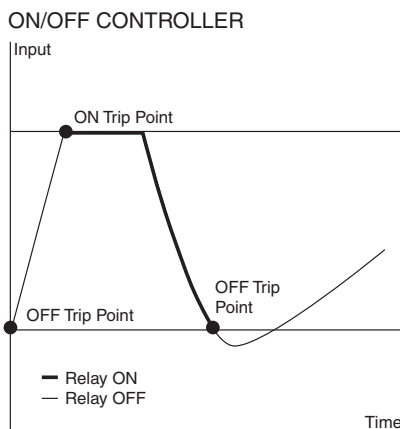 ON/OFF CONTROLLER
Input
ON Trip Point
OFF Trip Point
OFF Trip
Point
Relay ON
Relay OFF
Time